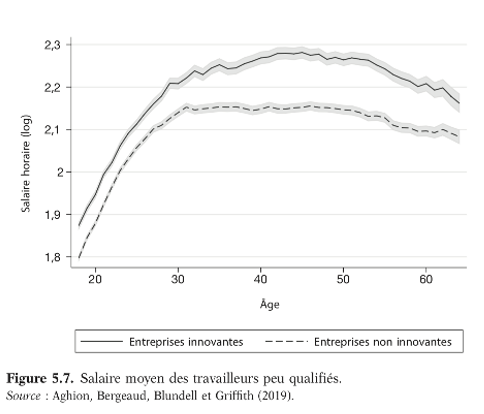 2,3
2,2
2,1
2
1,9
1,8
Salaire horaire (log)
20 30 40 50 60
Âge
Entreprises innovantes Entreprises non innovantes
Figure 5.7. Salaire moyen des travailleurs peu qualifiés.
Source : Aghion, Bergeaud, Blundell et Griffith (2019).